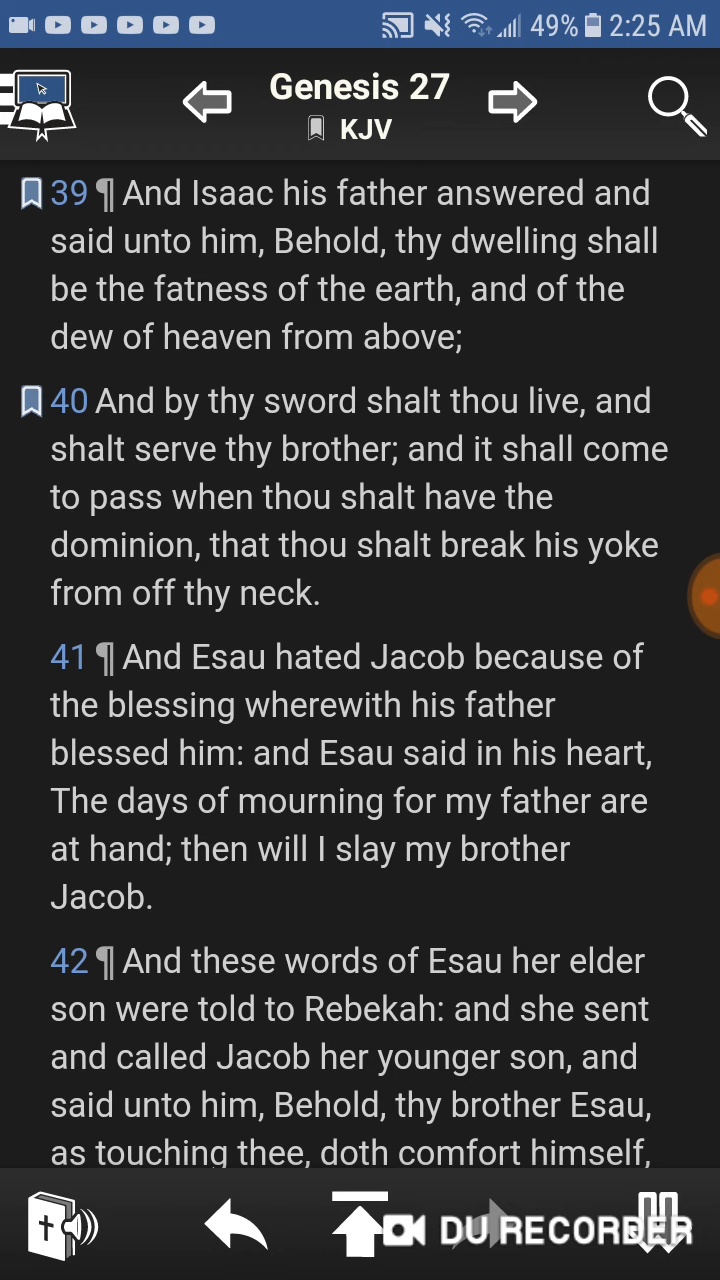 49% 2:25 AM
Genesis 27
KJV
39 ¶ And Isaac his father answered and
said unto him, Behold, thy dwelling shall
be the fatness of the earth, and of the
dew of heaven from above;
40 And by thy sword shalt thou live, and
shalt serve thy brother; and it shall come
to pass when thou shalt have the
dominion, that thou shalt break his yoke
from off thy neck.
41 ¶ And Esau hated Jacob because of
the blessing wherewith his father
blessed him: and Esau said in his heart,
The days of mourning for my father are
at hand; then will I slay my brother
Jacob.
42 ¶ And these words of Esau her elder
son were told to Rebekah: and she sent
and called Jacob her younger son, and
said unto him, Behold, thy brother Esau,
as touching thee, doth comfort himself,
DU RECORDER